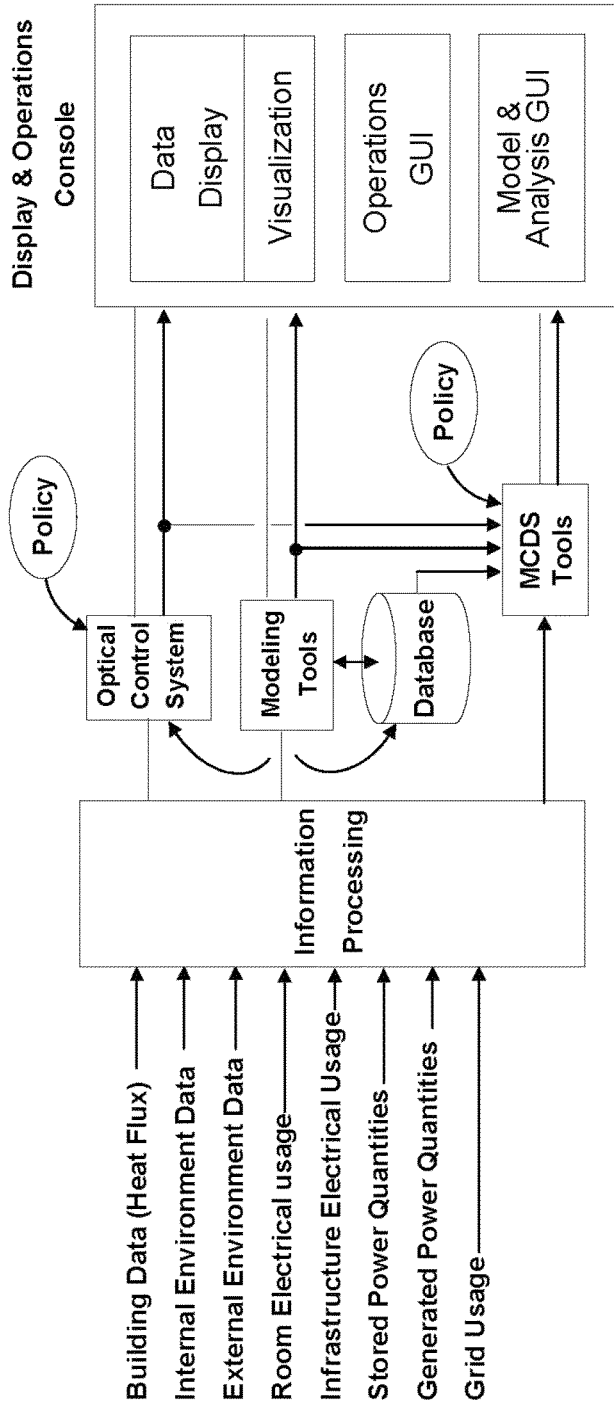 Building Data (Heat Flux)
Internal Environment Data
External Environment Data
Room Electrical usage
Infrastructure Electrical Usage
Stored Power Quantities
Generated Power Quantities
Grid Usage
Information
Processing
Policy
Optical
Control
System
Modeling
Tools
Database
Policy
MCDS
Tools
Display & Operations
Console
Data
Display
Visualization
Operations
GUI
Model &
Analysis GUI